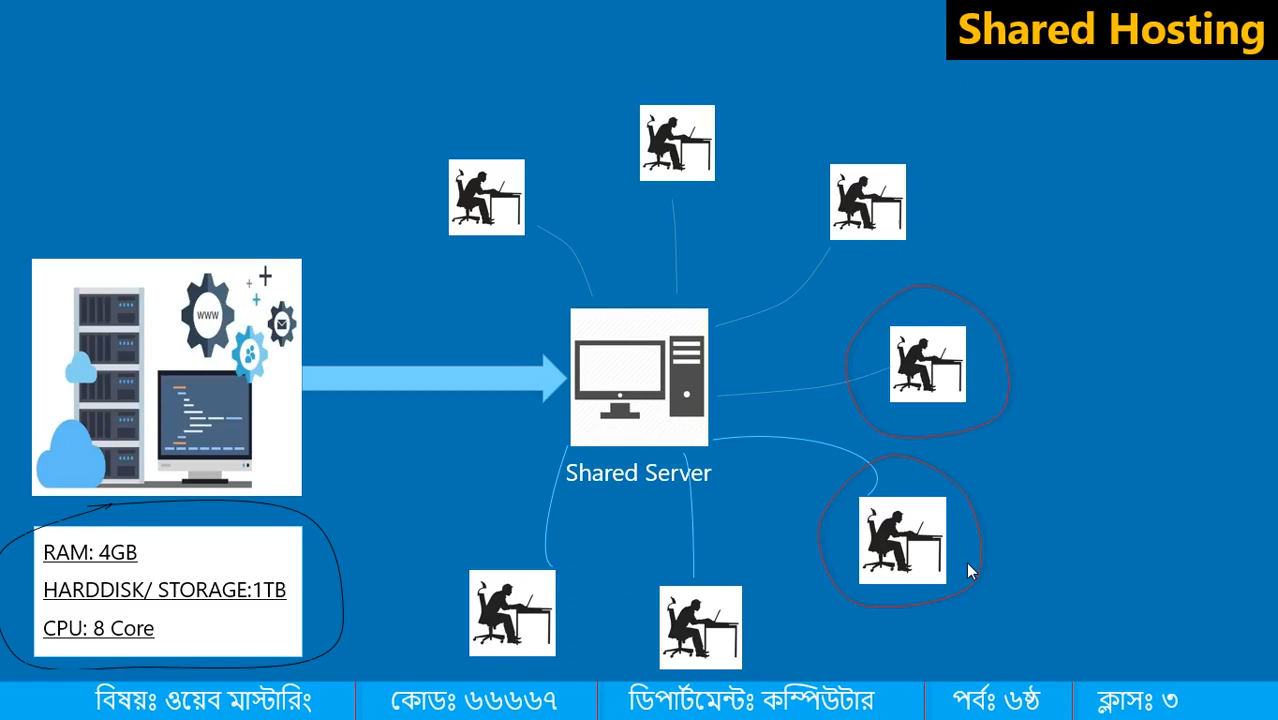 Shared Hosting
www
Shared Server
RAM: 4GB
HARDDISK/ STORAGE:1TB
CPU: 8 Core
বিষয়ঃ ওয়েব মাস্টারিং
কোডঃ ৬৬৬৬৭
ডিপার্টমেন্টঃ কম্পিউটার
পর্বঃ ৬ষ্ঠ
ক্লাসঃ ৩